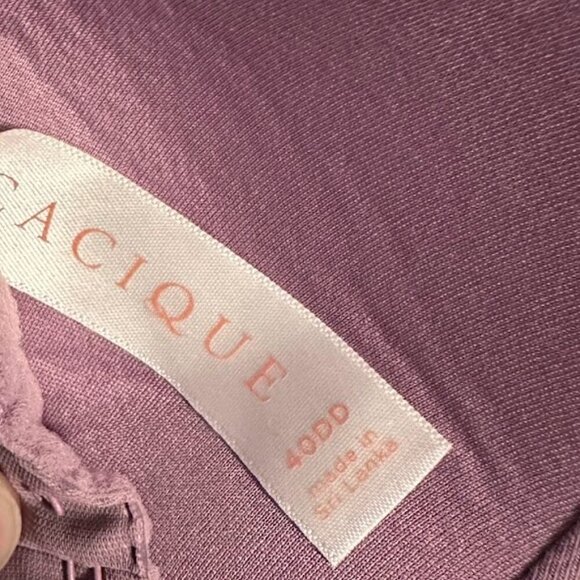 CACIQUE
40DD
made in
Sri Lanka